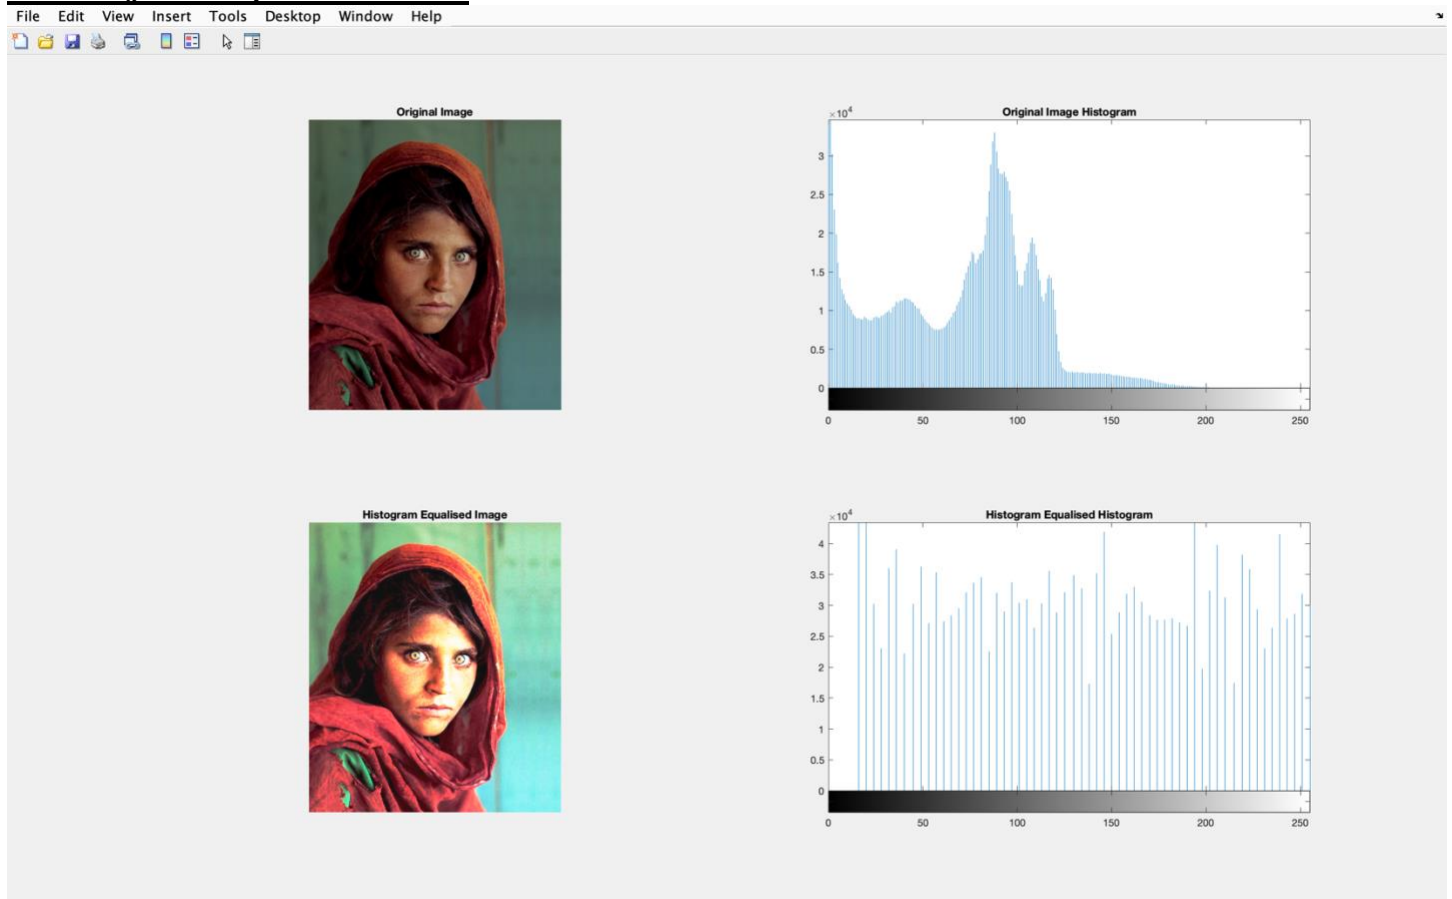 File Edit View Insert Tools Desktop Window Help
Original Image
Original Image Histogram
×10⁴
3
2.5
2
1.5
1
0.5
0
0 50 100 150 200 250
Histogram Equalised Image
Histogram Equalised Histogram
×10⁴
4
3.5
3
2.5
2
1.5
1
0.5
0
0 50 100 150 200 250